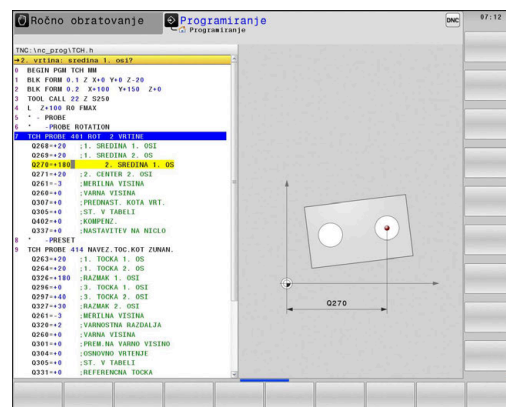 Ročno obratovanje
Programiranje
Programiranje
DNC
07:12
TNC:\nc_prog\TCH.h
→2. vrtina: sredina 1. osi?
0 BEGIN PGM TCH MM
1 BLK FORM 0.1 Z X+0 Y+0 Z-20
2 BLK FORM 0.2 X+100 Y+150 Z+0
3 TOOL CALL 22 Z S250
4 L Z+100 R0 FMAX
5 * - PROBE
6 * -PROBE ROTATION
7 TCH PROBE 401 ROT 2 VRTINE
Q268=+20 ;1. SREDINA 1. OSI
Q269=+20 ;1. SREDINA 2. OS
Q270=+180 2. SREDINA 1. OS
Q271=+20 ;2. CENTER 2. OSI
Q261=-3 ;MERILNA VISINA
Q260=+0 ;VARNA VISINA
Q307=+0 ;PREDNAST. KOTA VRT.
Q305=+0 ;ST. V TABELI
Q402=+0 ;KOMPENZ.
Q337=+0 ;NASTAVITEV NA NICLO
8 * -PRESET
9 TCH PROBE 414 NAVEZ.TOC.KOT ZUNAN.
Q263=+20 ;1. TOCKA 1. OS
Q264=+20 ;1. TOCKA 2. OS
Q326=+180 ;RAZMAK 1. OSI
Q296=+0 ;3. TOCKA 1. OSI
Q297=+40 ;3. TOCKA 2. OSI
Q327=+30 ;RAZMAK 2. OSI
Q261=-3 ;MERILNA VISINA
Q320=+2 ;VARNOSTNA RAZDALJA
Q260=+0 ;VARNA VISINA
Q301=+0 ;PREM.NA VARNO VISINO
Q304=+0 ;OSNOVNO VRTENJE
Q305=+0 ;ST. V TABELI
Q331=+0 ;REFERENCNA TOCKA
Q270